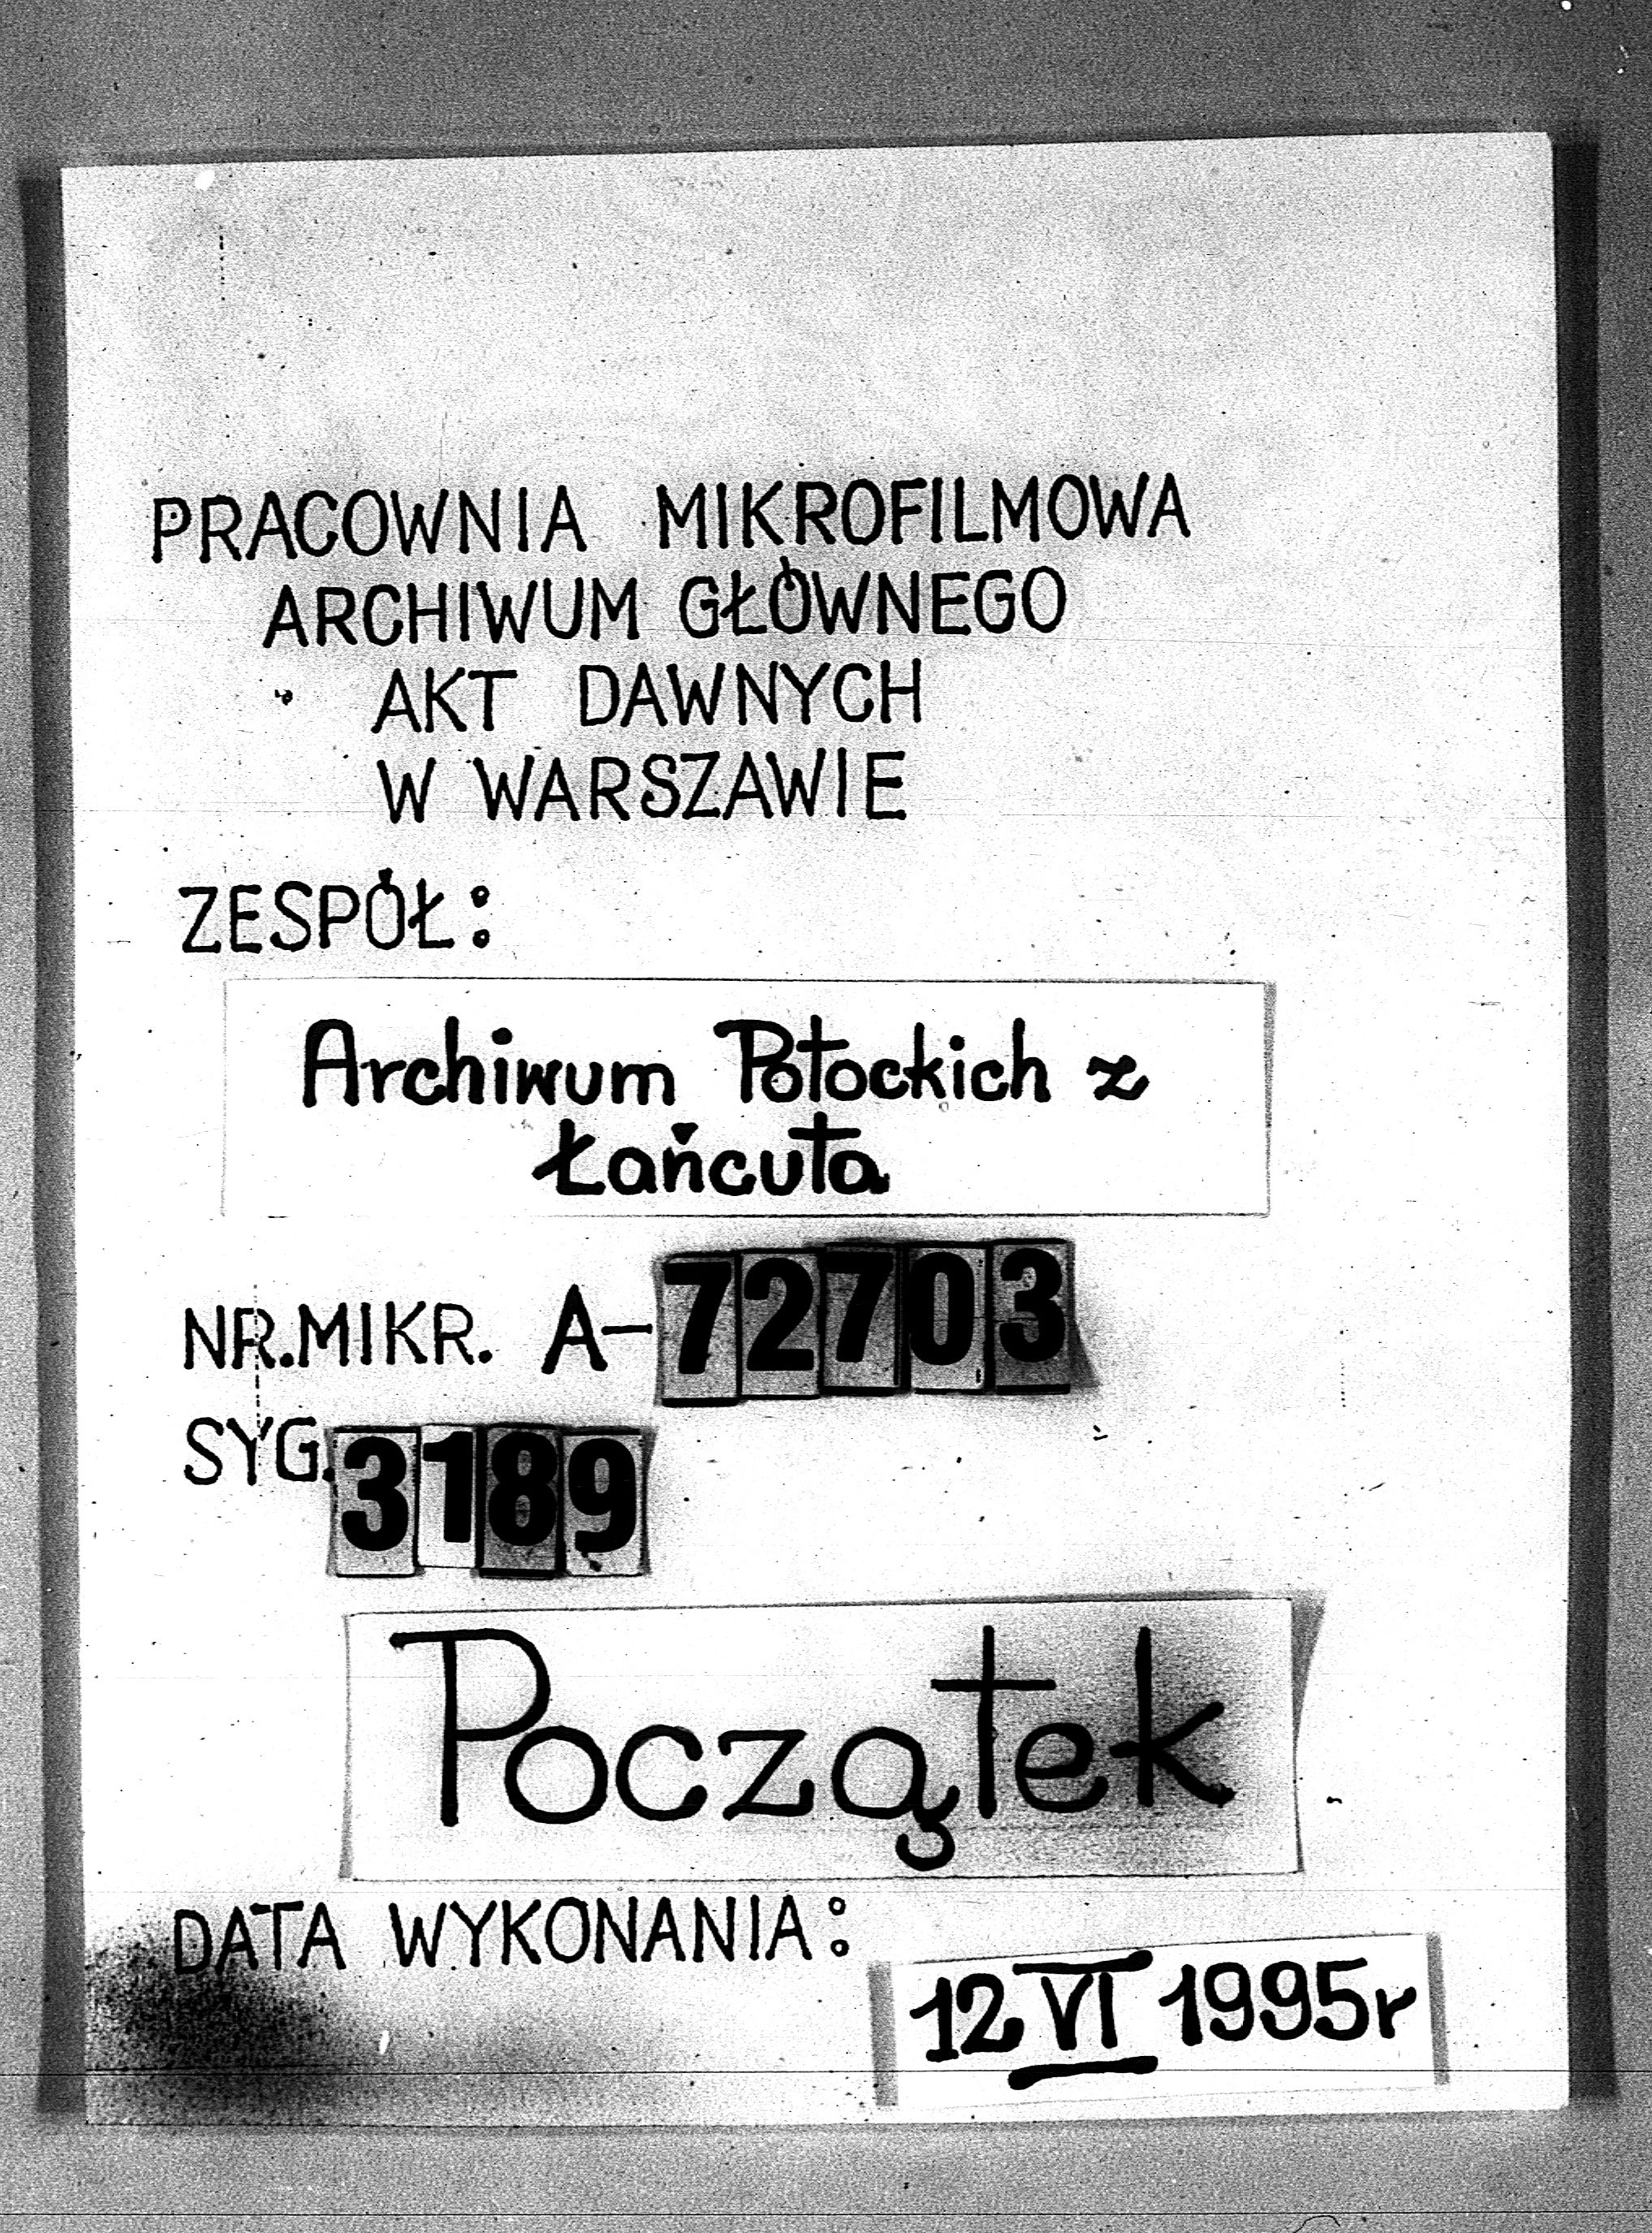 PRACOWNIA MIKROFILMOWA
ARCHIWUM GŁÓWNEGO
AKT DAWNYCH
W WARSZAWIE
ZESPÓŁ:
Archiwum Potockich z
Łańcuta
NR.MIKR. A-72703
SYG. 3189
Początek
DATA WYKONANIA:
12 VI 1995r